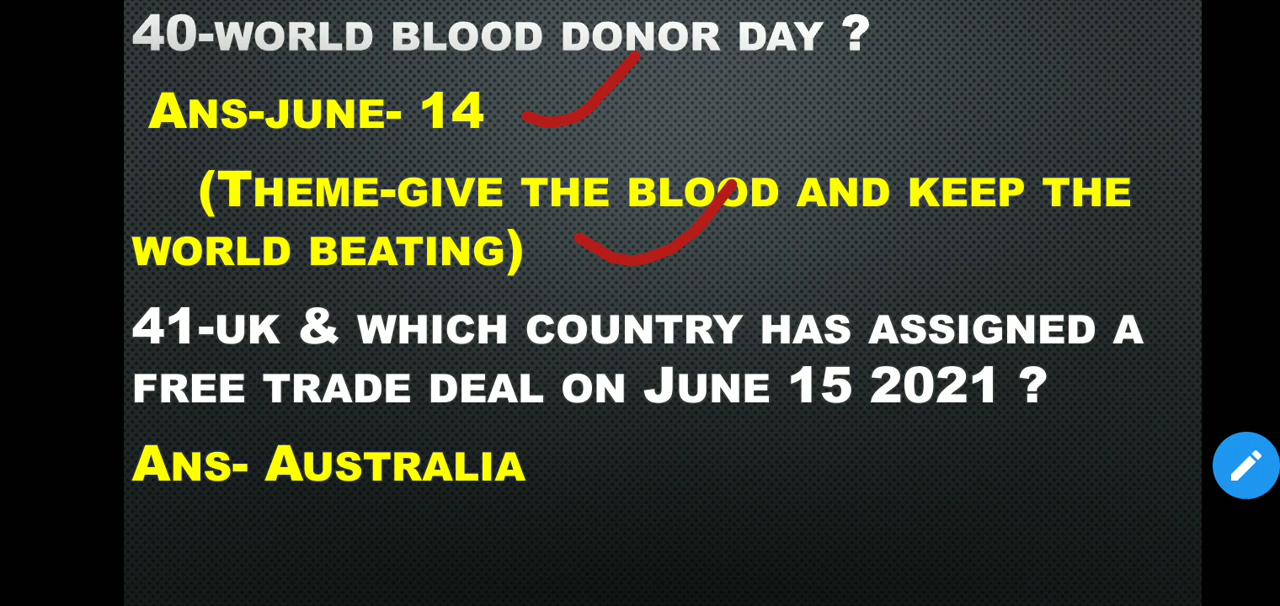 40-WORLD BLOOD DONOR DAY ?
ANS-JUNE- 14
(THEME-GIVE THE BLOOD AND KEEP THE
WORLD BEATING)
41-UK & WHICH COUNTRY HAS ASSIGNED A
FREE TRADE DEAL ON JUNE 15 2021 ?
ANS- AUSTRALIA